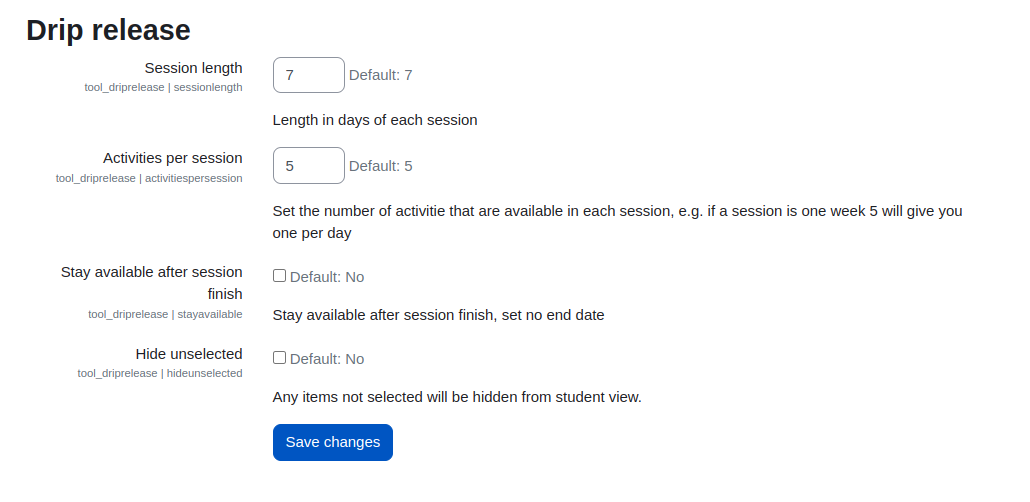 Drip release
Session length
tool_driprelease | sessionlength
7
Default: 7
Length in days of each session
Activities per session
tool_driprelease | activitiespersession
5
Default: 5
Set the number of activitie that are available in each session, e.g. if a session is one week 5 will give you
one per day
Stay available after session
finish
tool_driprelease | stayavailable
Default: No
Stay available after session finish, set no end date
Hide unselected
tool_driprelease | hideunselected
Default: No
Any items not selected will be hidden from student view.
Save changes